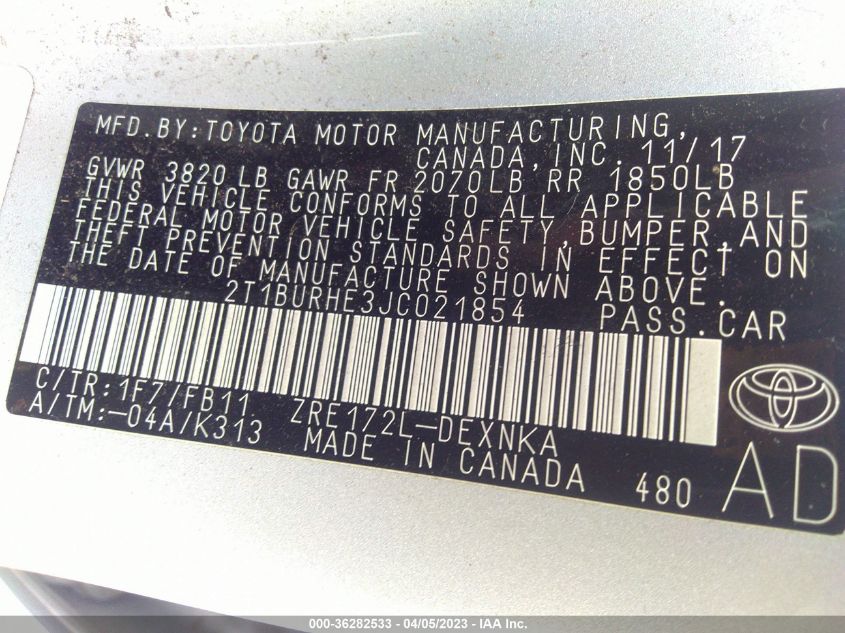 MFD.BY:TOYOTA MOTOR MANUFACTURING,
CANADA,INC. 11/17
GVWR 3820 LB GAWR FR 2070LB RR 1850LB
THIS VEHICLE CONFORMS TO ALL APPLICABLE
FEDERAL MOTOR VEHICLE SAFETY,BUMPER,AND
THEFT PREVENTION STANDARDS IN EFFECT ON
THE DATE OF MANUFACTURE SHOWN ABOVE.
2T1BURHE3JC021854 PASS.CAR
C/TR:1F7/FB11 ZRE172L-DEXNKA
A/TM:-04A/K313 MADE IN CANADA 480 AD
000-36282533 - 04/05/2023 - IAA Inc.